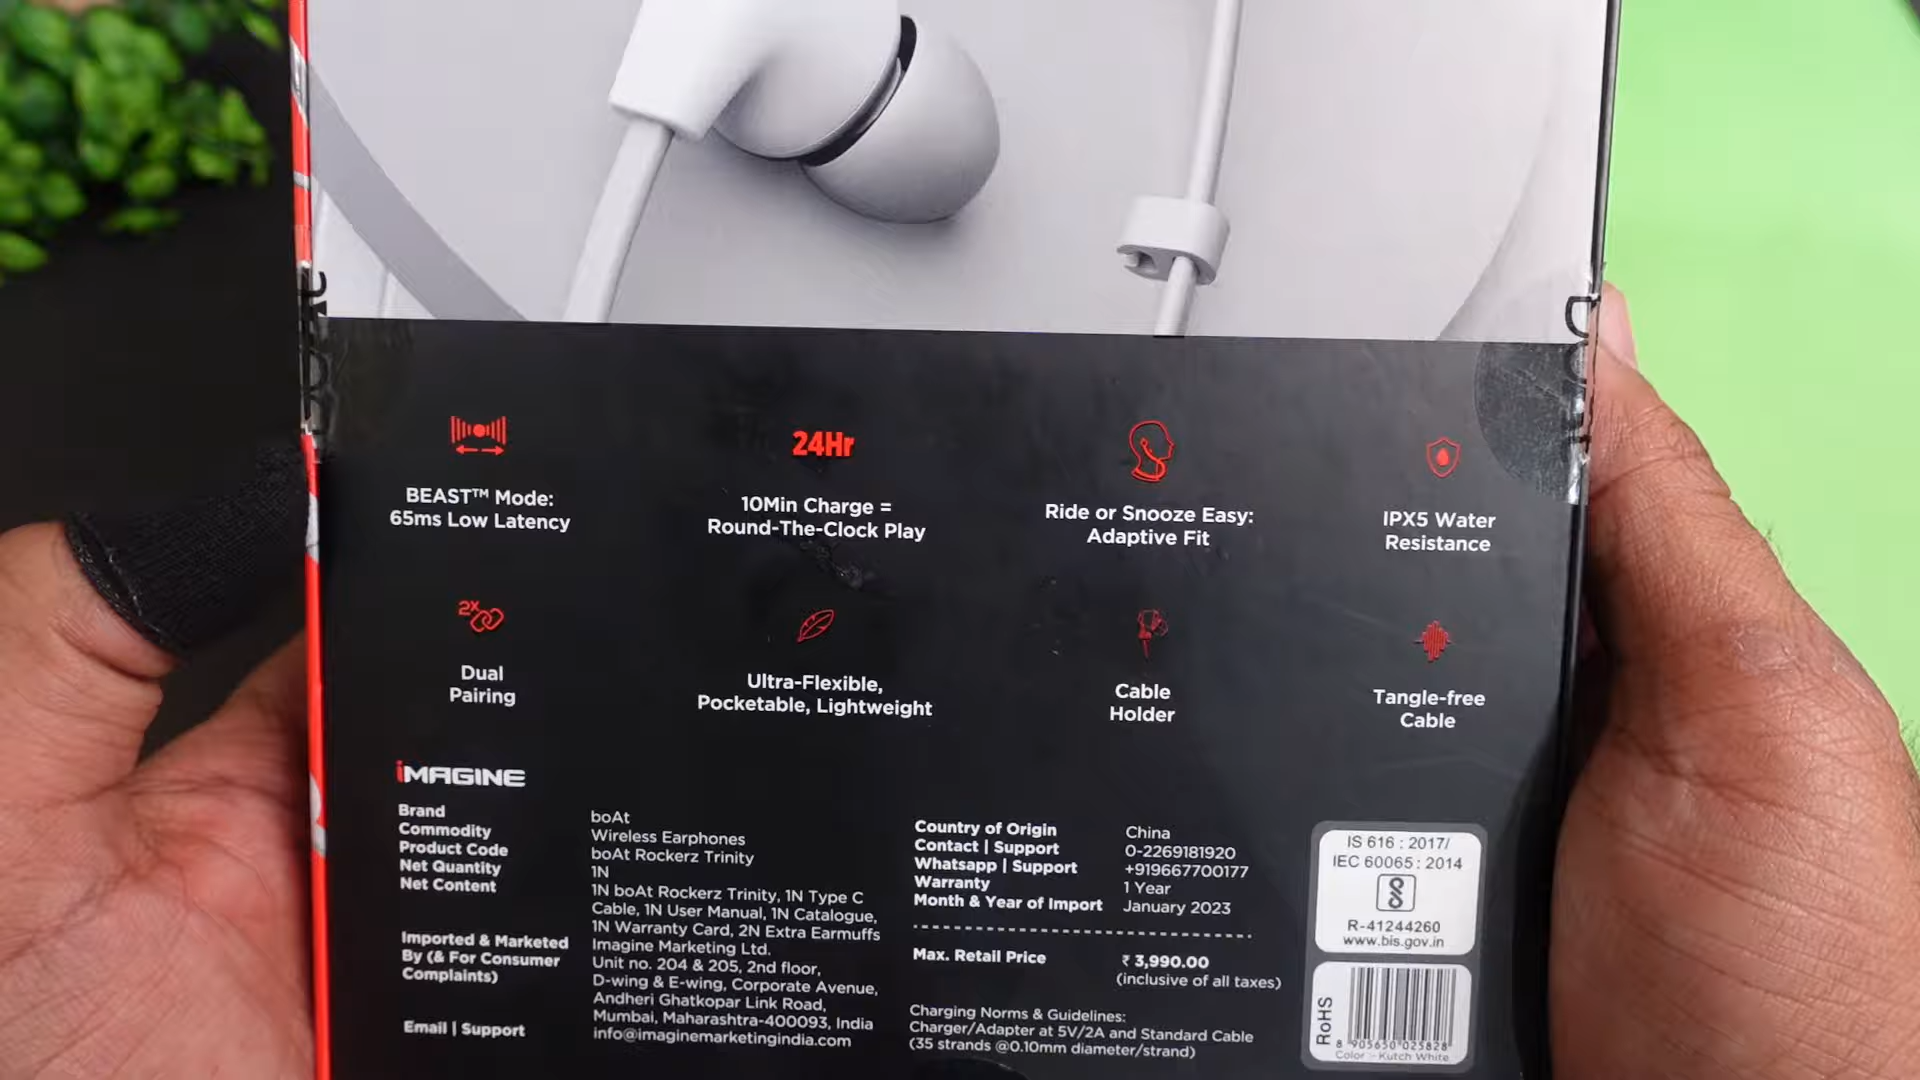 BEAST™ Mode:
65ms Low Latency
24Hr
10Min Charge =
Round-The-Clock Play
Ride or Snooze Easy:
Adaptive Fit
IPX5 Water
Resistance
2X
Dual
Pairing
Ultra-Flexible,
Pocketable, Lightweight
Cable
Holder
Tangle-free
Cable
iMAGINE
Brand boAt
Commodity Wireless Earphones
Product Code boAt Rockerz Trinity
Net Quantity 1N
Net Content 1N boAt Rockerz Trinity, 1N Type C
Cable, 1N User Manual, 1N Catalogue,
1N Warranty Card, 2N Extra Earmuffs
Imported & Marketed Imagine Marketing Ltd.
By (& For Consumer Unit no. 204 & 205, 2nd floor,
Complaints) D-wing & E-wing, Corporate Avenue,
Andheri Ghatkopar Link Road,
Mumbai, Maharashtra-400093, India
Email | Support info@imaginemarketingindia.com
Country of Origin China
Contact | Support 0-2269181920
Whatsapp | Support +919667700177
Warranty 1 Year
Month & Year of Import January 2023
Max. Retail Price ₹ 3,990.00
(inclusive of all taxes)
Charging Norms & Guidelines:
Charger/Adapter at 5V/2A and Standard Cable
(35 strands @0.10mm diameter/strand)
IS 616 : 2017/
IEC 60065 : 2014
R-41244260
www.bis.gov.in
RoHS
8 905650 025828
Color :- Kutch White